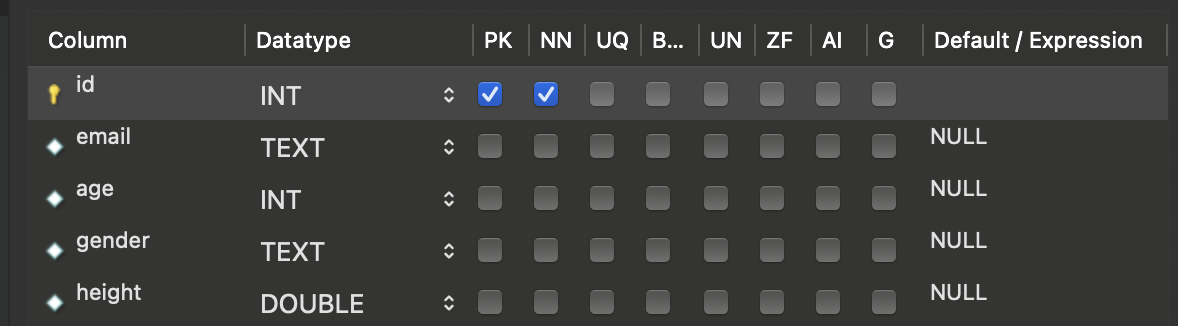 Column Datatype PK NN UQ B... UN ZF AI G Default / Expression
id INT
email TEXT NULL
age INT NULL
gender TEXT NULL
height DOUBLE NULL